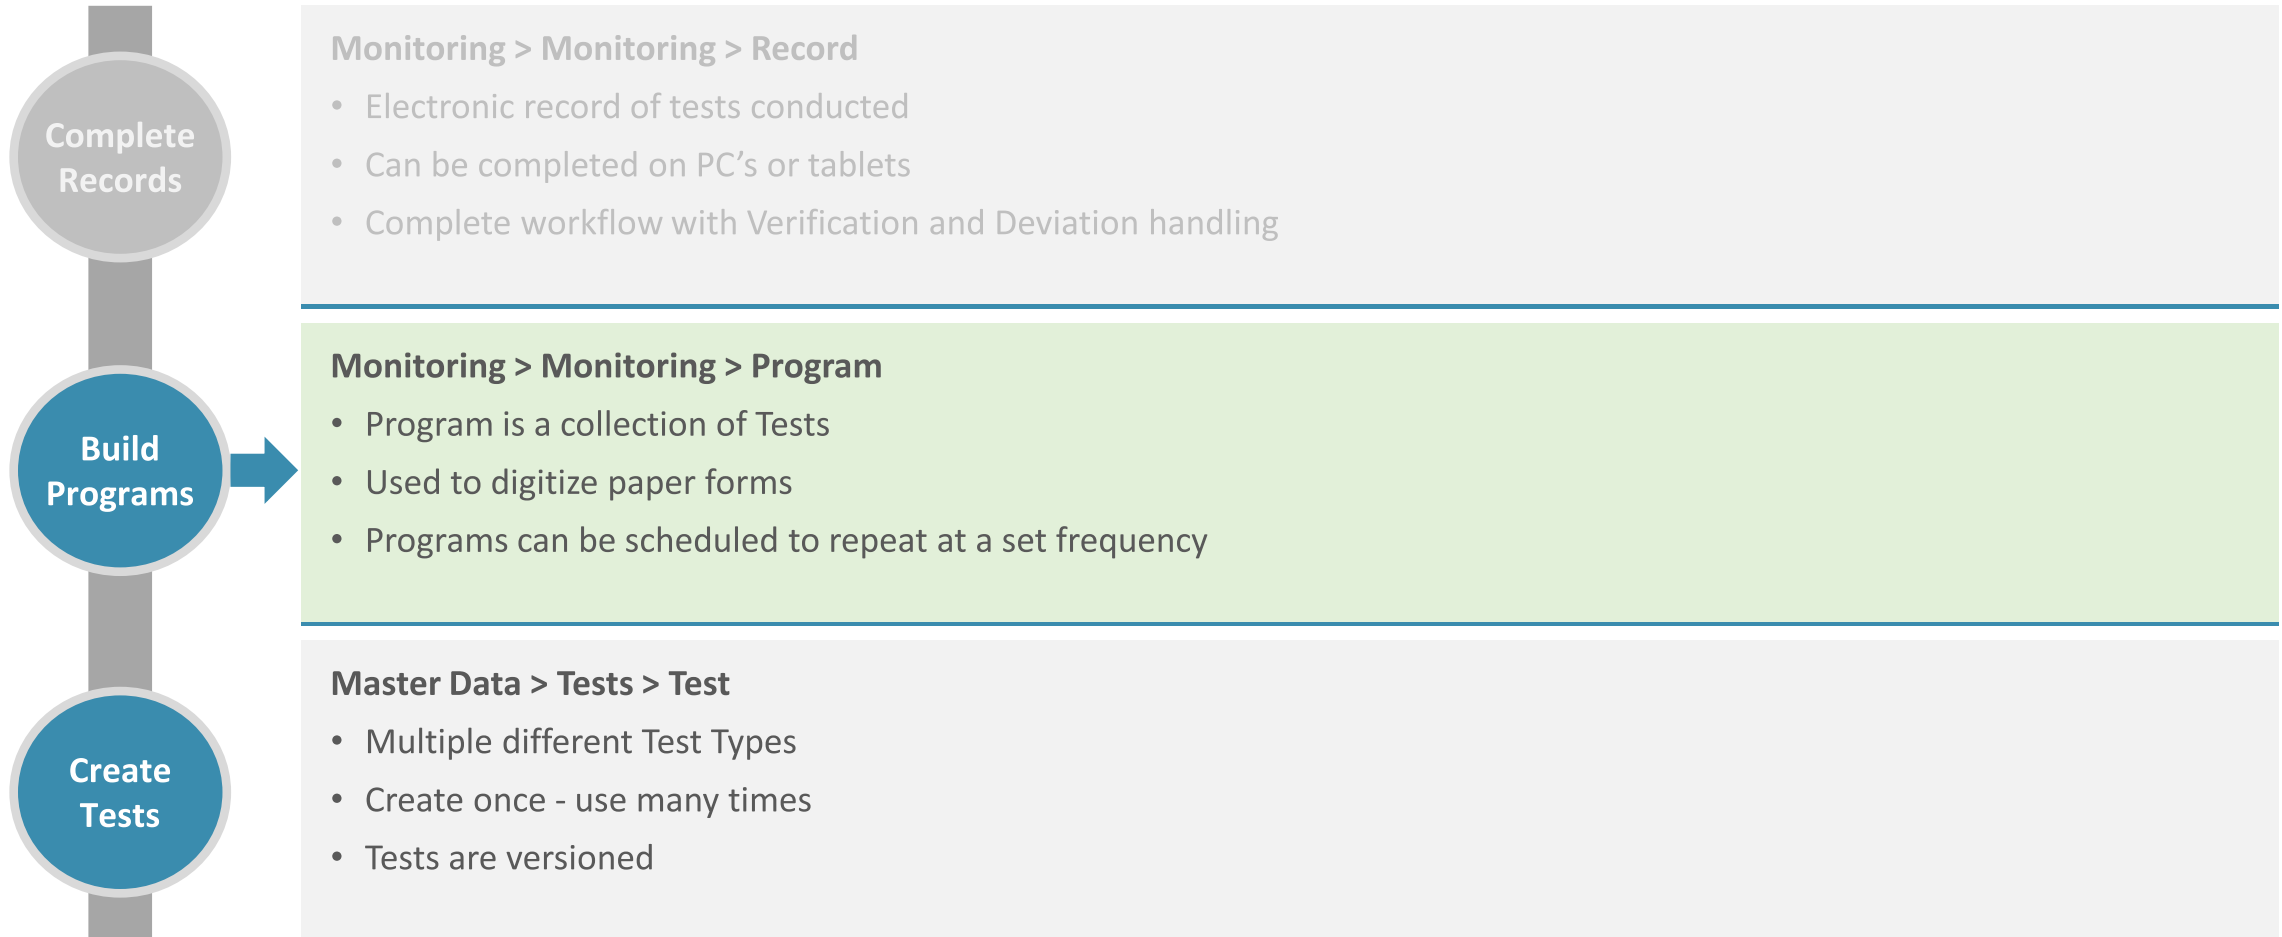 Complete
Records
Monitoring > Monitoring > Record
• Electronic record of tests conducted
• Can be completed on PC’s or tablets
• Complete workflow with Verification and Deviation handling
Build
Programs
Monitoring > Monitoring > Program
• Program is a collection of Tests
• Used to digitize paper forms
• Programs can be scheduled to repeat at a set frequency
Create
Tests
Master Data > Tests > Test
• Multiple different Test Types
• Create once - use many times
• Tests are versioned